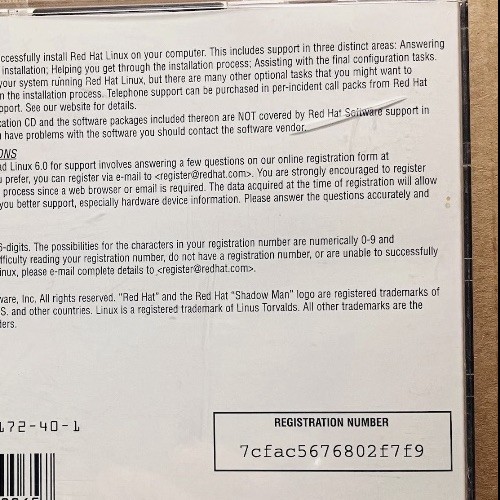 ccessfully install Red Hat Linux on your computer. This includes support in three distinct areas: Answering
installation; Helping you get through the installation process; Assisting with the final configuration tasks.
your system running Red Hat Linux, but there are many other optional tasks that you might want to
n the installation process. Telephone support can be purchased in per-incident call packs from Red Hat
pport. See our website for details.
cation CD and the software packages included thereon are NOT covered by Red Hat Software support in
u have problems with the software you should contact the software vendor.
ONS
ad Linux 6.0 for support involves answering a few questions on our online registration form at
u prefer, you can register via e-mail to <register@redhat.com>. You are strongly encouraged to register
process since a web browser or email is required. The data acquired at the time of registration will allow
you better support, especially hardware device information. Please answer the questions accurately and
6-digits. The possibilities for the characters in your registration number are numerically 0-9 and
ifficulty reading your registration number, do not have a registration number, or are unable to successfully
inux, please e-mail complete details to <register@redhat.com>.
ware, Inc. All rights reserved. "Red Hat" and the Red Hat "Shadow Man" logo are registered trademarks of
S. and other countries. Linux is a registered trademark of Linus Torvalds. All other trademarks are the
ders.
172-40-1
REGISTRATION NUMBER
7cfac5676802f7f9